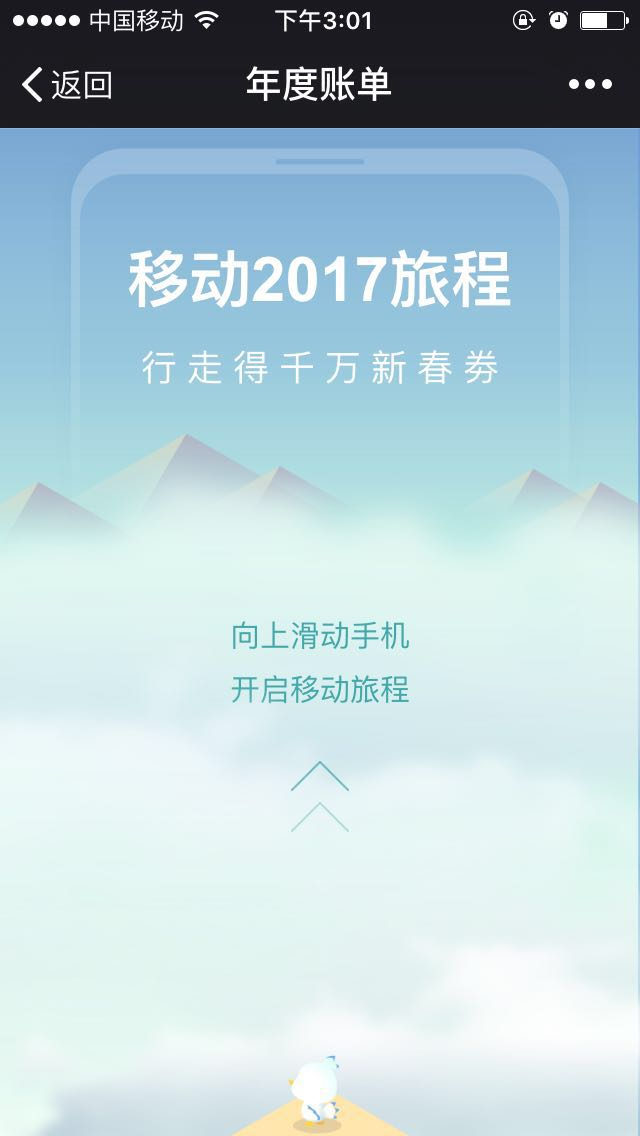 中国移动
下午3:01
返回
年度账单
移动2017旅程
行走得千万新春劵
向上滑动手机
开启移动旅程